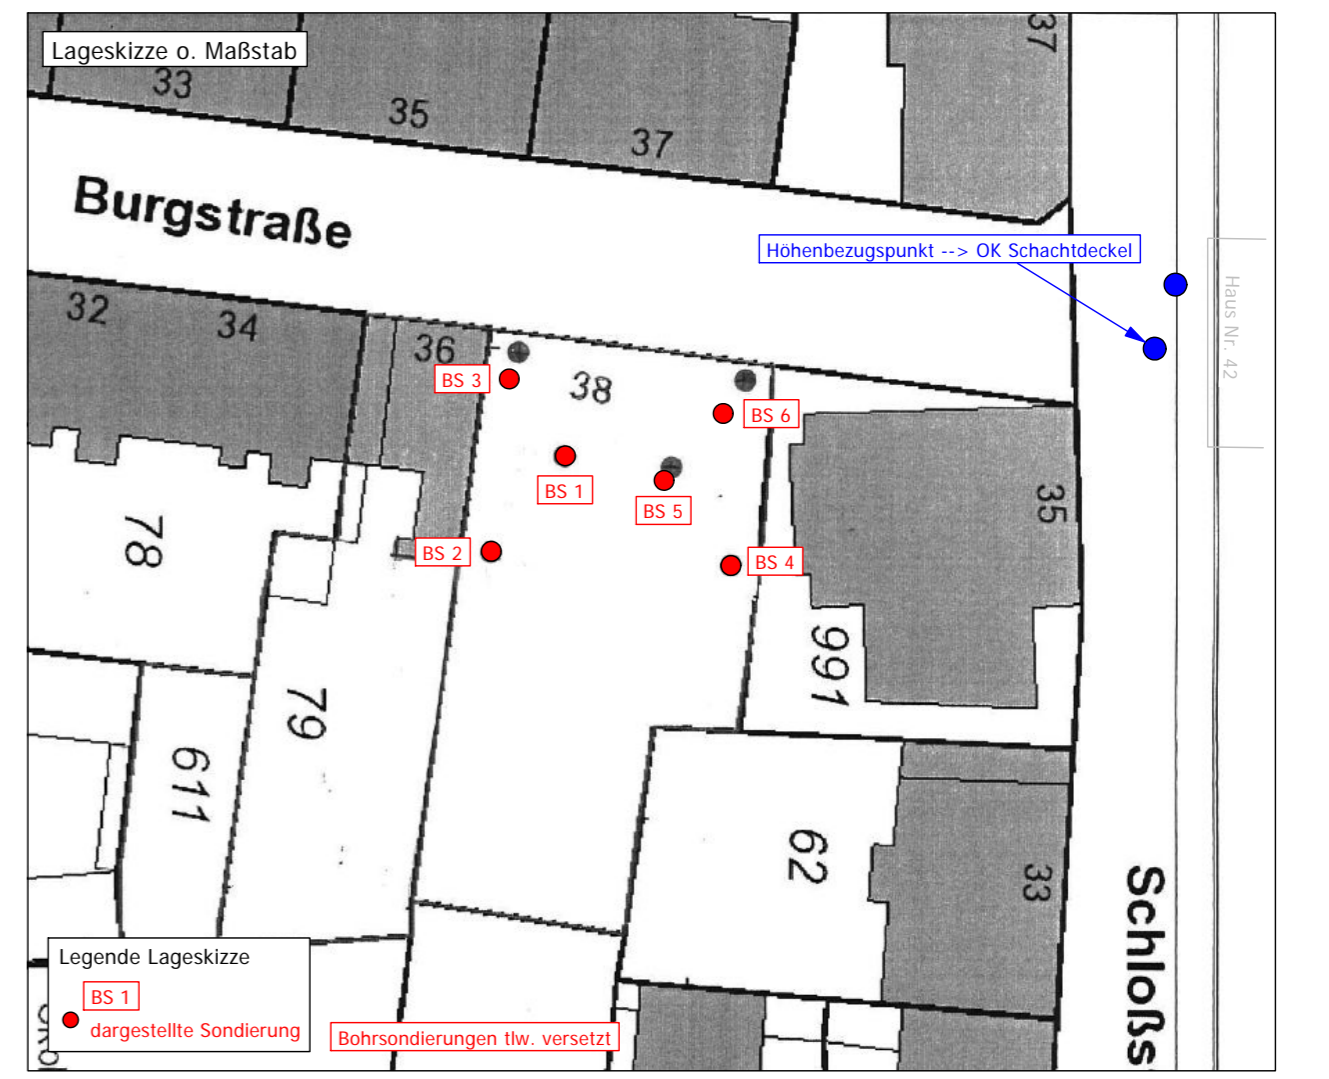 Lageskizze o. Maßstab
33
35
37
37
Burgstraße
Höhenbezugspunkt --> OK Schachtdeckel
Haus Nr. 42
32
34
36
38
BS 3
BS 6
BS 1
BS 5
BS 2
BS 4
35
78
79
991
611
62
33
Schloßs
Legende Lageskizze
BS 1
dargestellte Sondierung
Bohrsondierungen tlw. versetzt